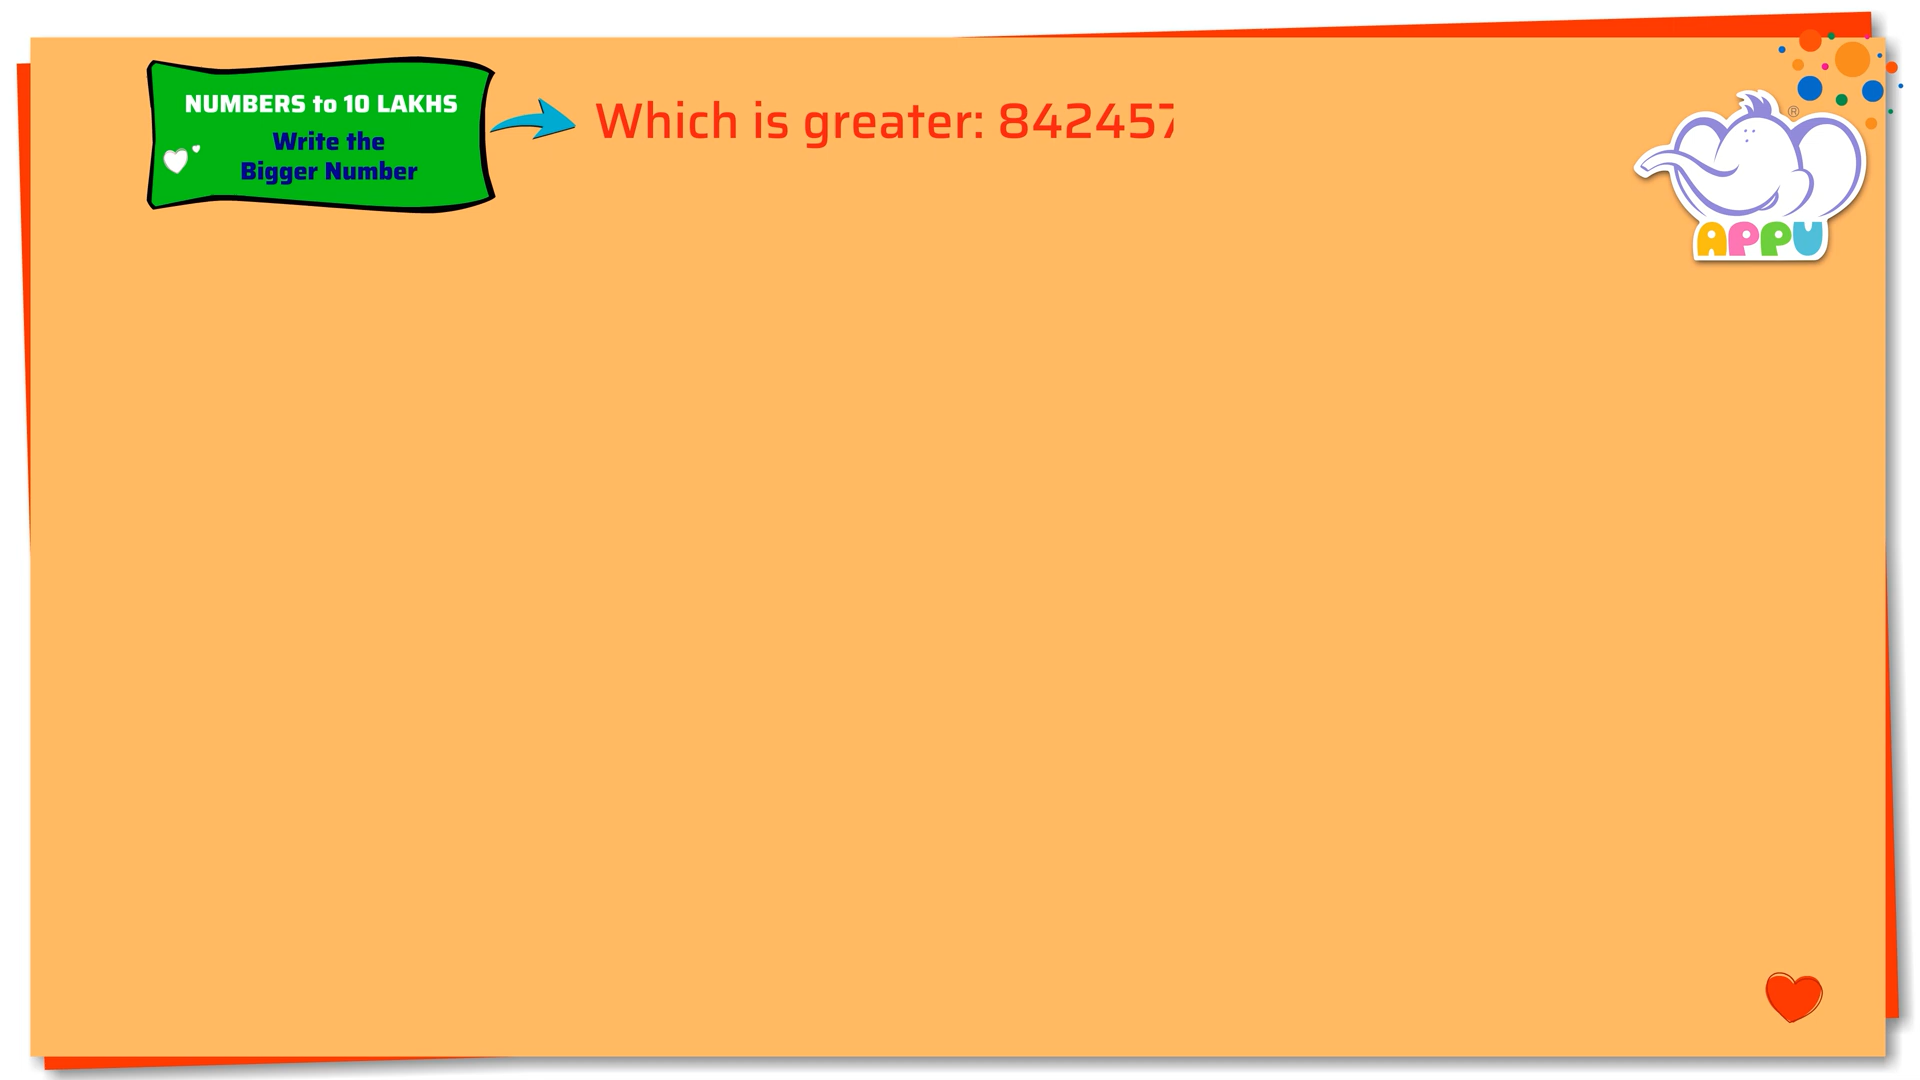 NUMBERS to 10 LAKHS
Write the
Bigger Number
Which is greater: 842457
®
APPU